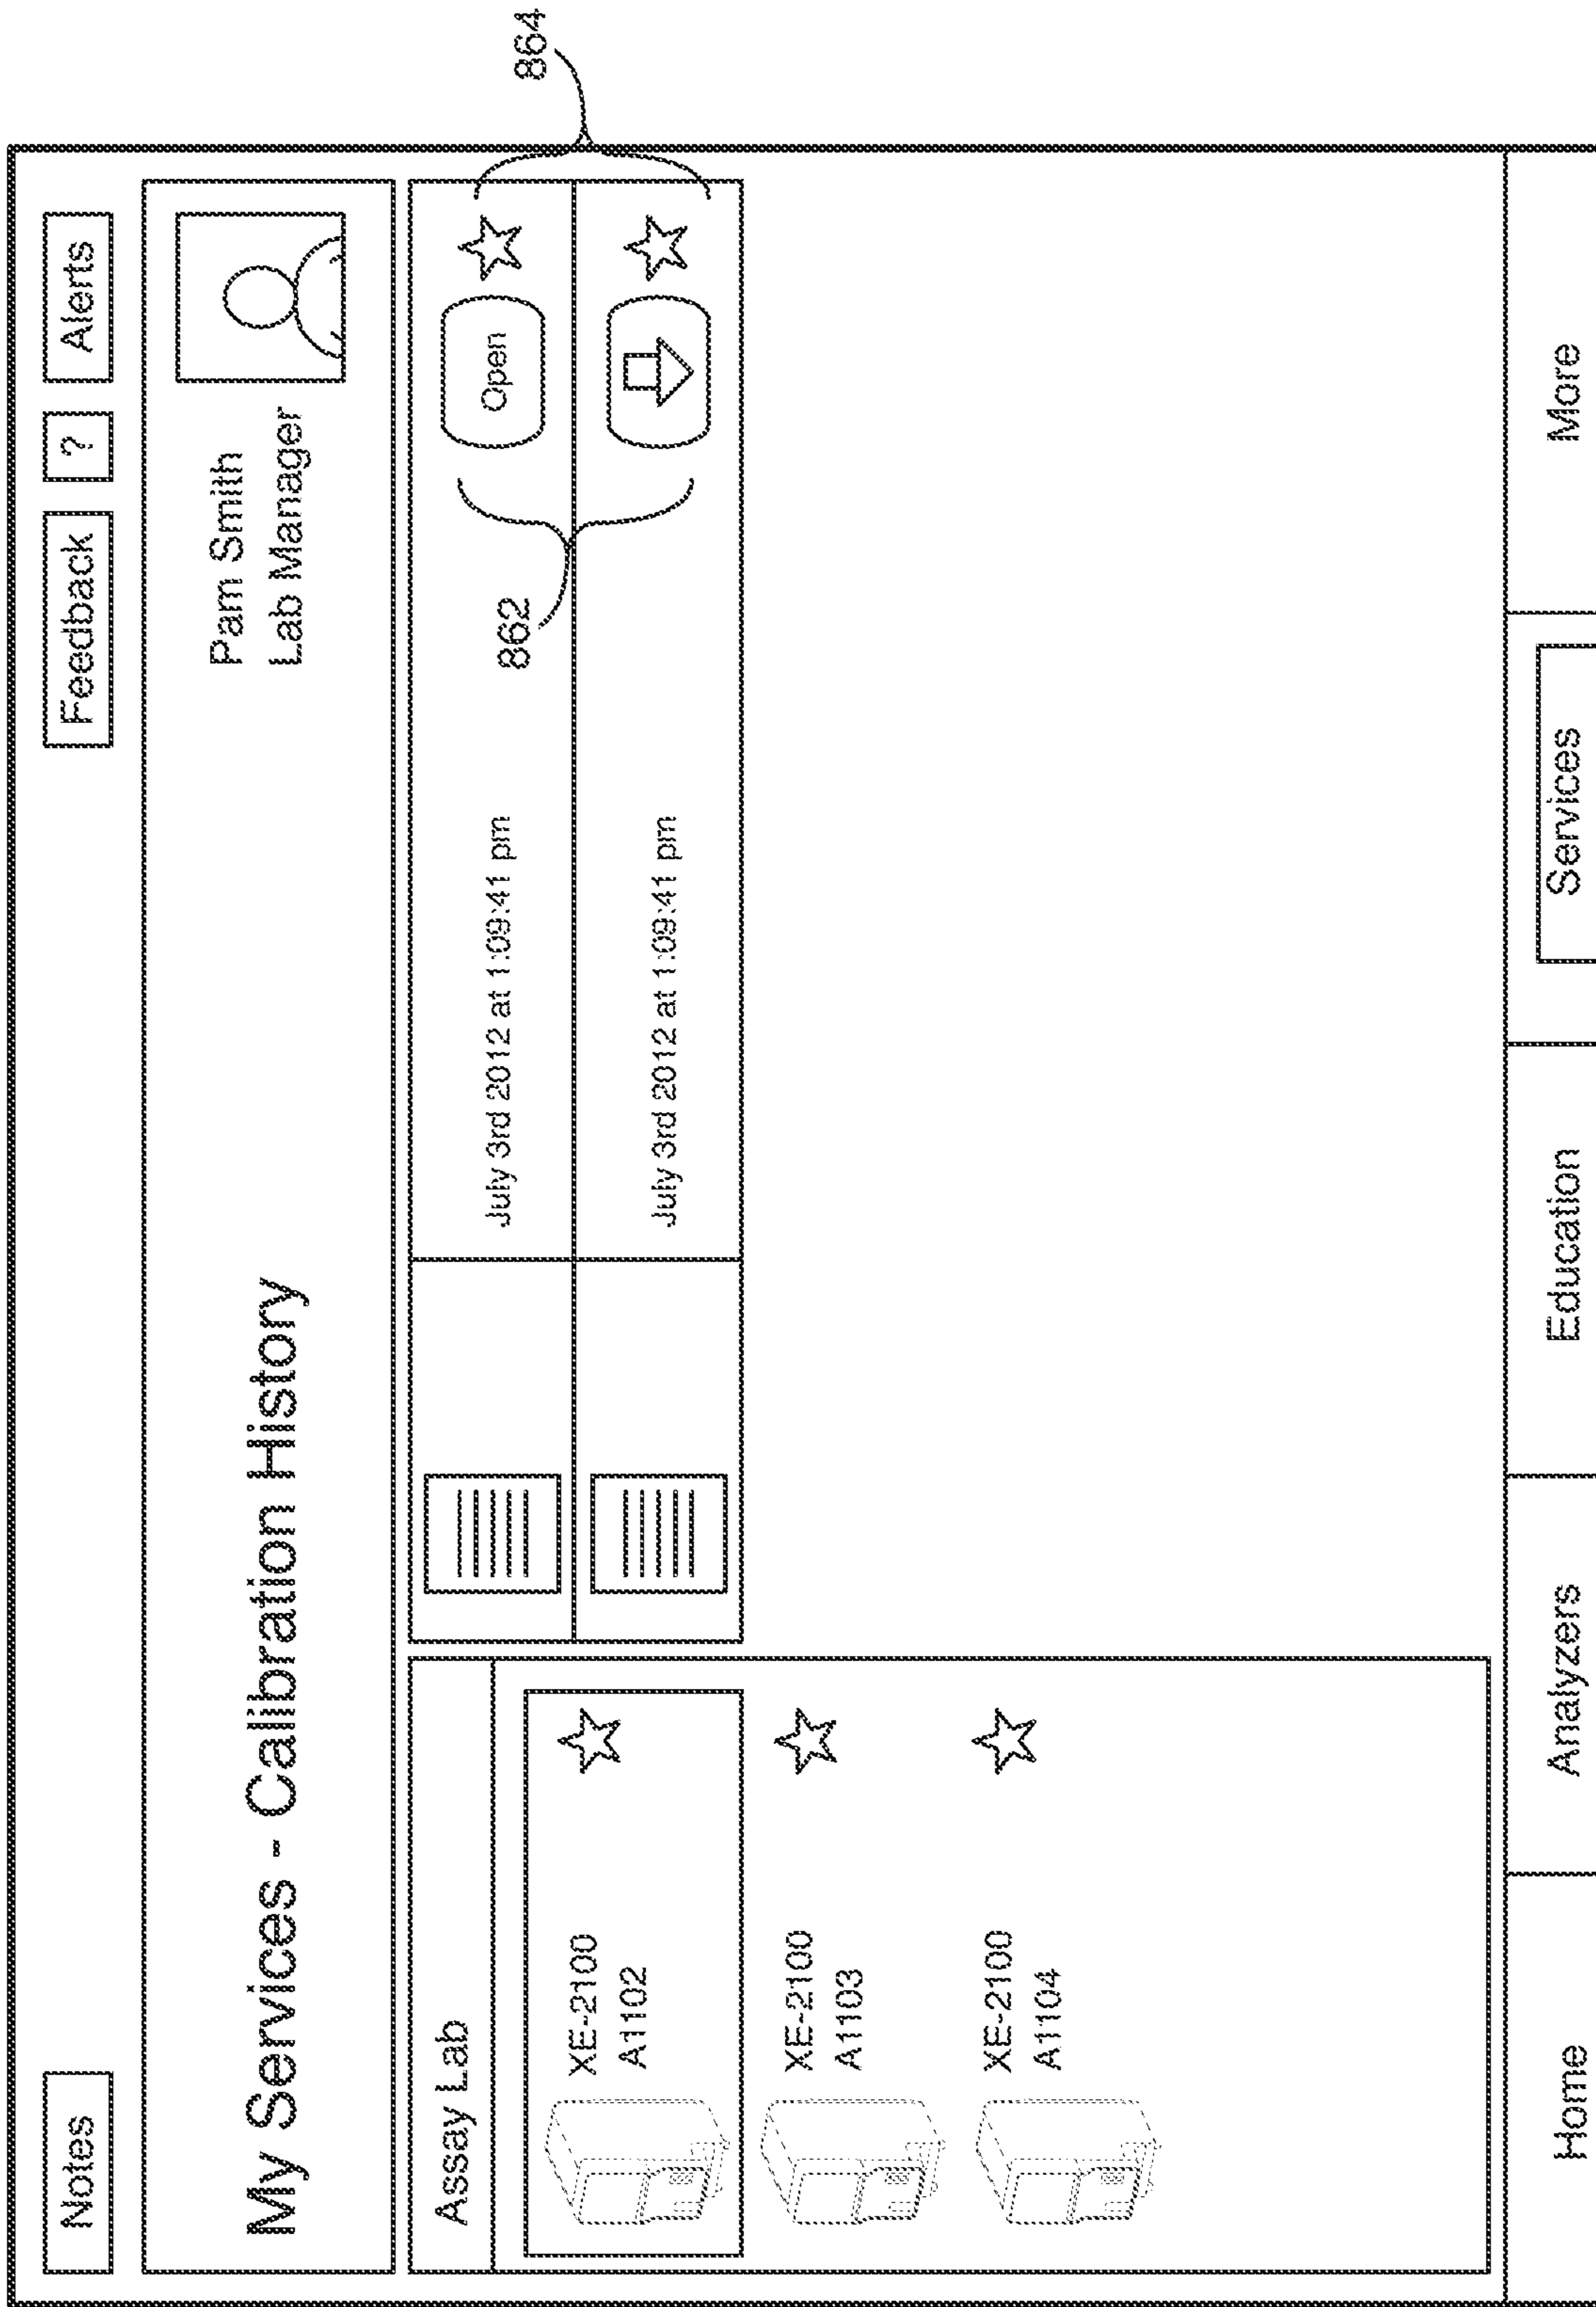 Notes
Feedback
?
Alerts
My Services - Calibration History
Pam Smith
Lab Manager
Assay Lab
XE-2100
A1102
XE-2100
A1103
XE-2100
A1104
July 3rd 2012 at 1:09:41 pm
Open
July 3rd 2012 at 1:09:41 pm
862
864
Home
Analyzers
Education
Services
More